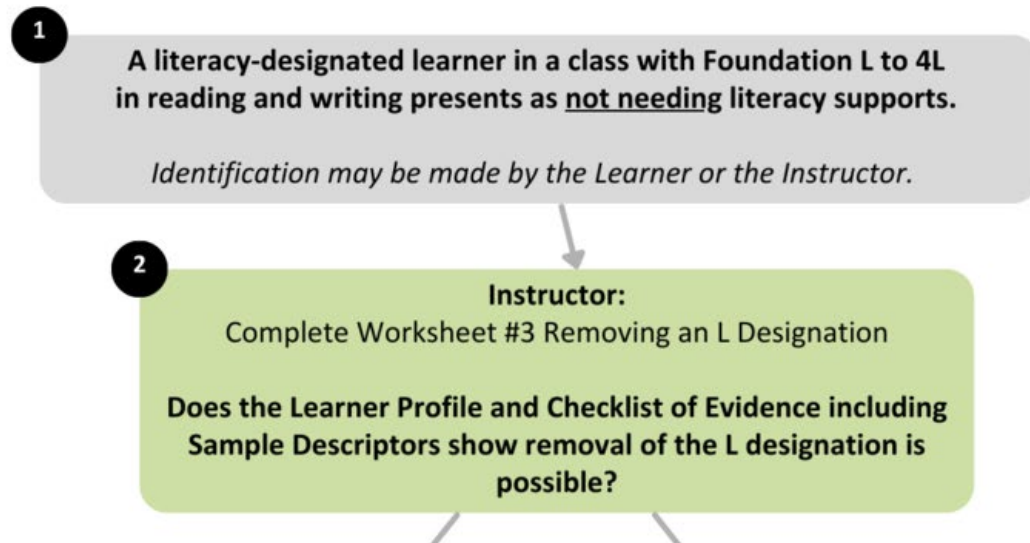 1
A literacy-designated learner in a class with Foundation L to 4L
in reading and writing presents as not needing literacy supports.
Identification may be made by the Learner or the Instructor.
2
Instructor:
Complete Worksheet #3 Removing an L Designation
Does the Learner Profile and Checklist of Evidence including
Sample Descriptors show removal of the L designation is
possible?